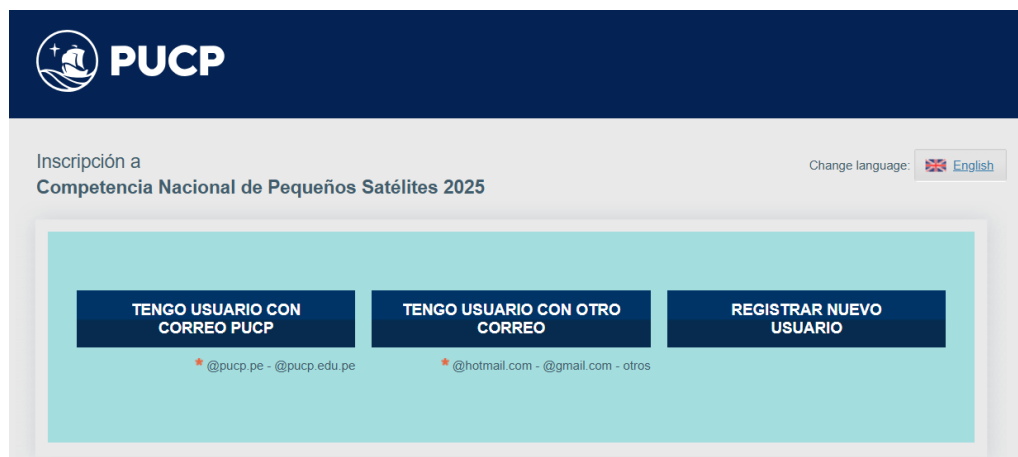 PUCP
Inscripción a
Competencia Nacional de Pequeños Satélites 2025
Change language: English
TENGO USUARIO CON
CORREO PUCP
* @pucp.pe - @pucp.edu.pe
TENGO USUARIO CON OTRO
CORREO
* @hotmail.com - @gmail.com - otros
REGISTRAR NUEVO
USUARIO